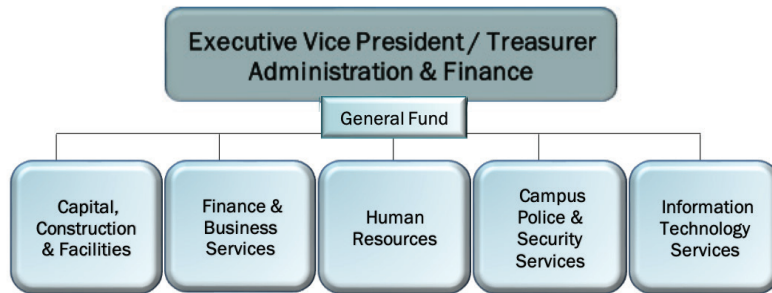 Executive Vice President / Treasurer
Administration & Finance
General Fund
Capital,
Construction
& Facilities
Finance &
Business
Services
Human
Resources
Campus
Police &
Security
Services
Information
Technology
Services